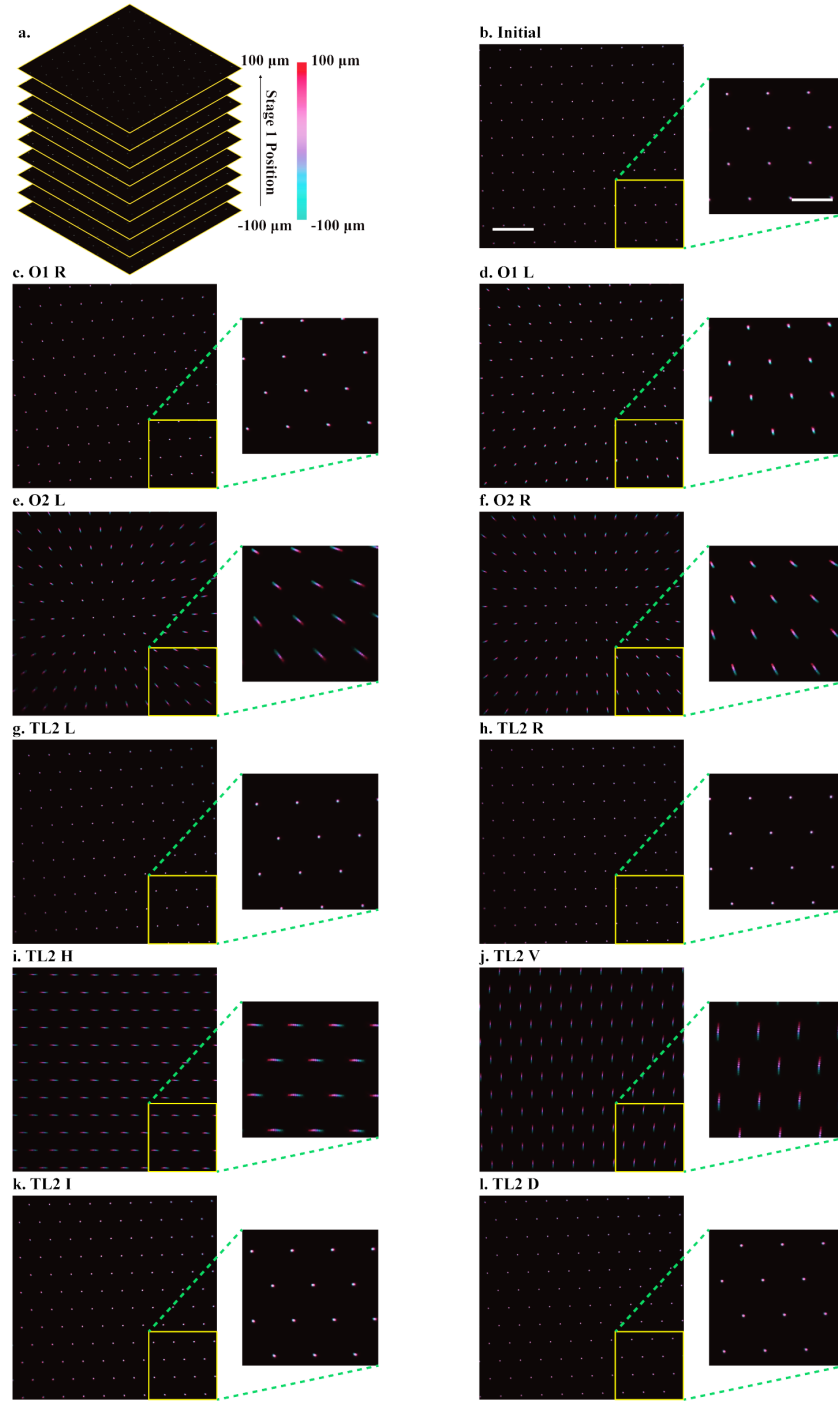 a.
100 µm 100 µm
Stage 1 Position
-100 µm -100 µm
b. Initial
c. O1 R
d. O1 L
e. O2 L
f. O2 R
g. TL2 L
h. TL2 R
i. TL2 H
j. TL2 V
k. TL2 I
l. TL2 D